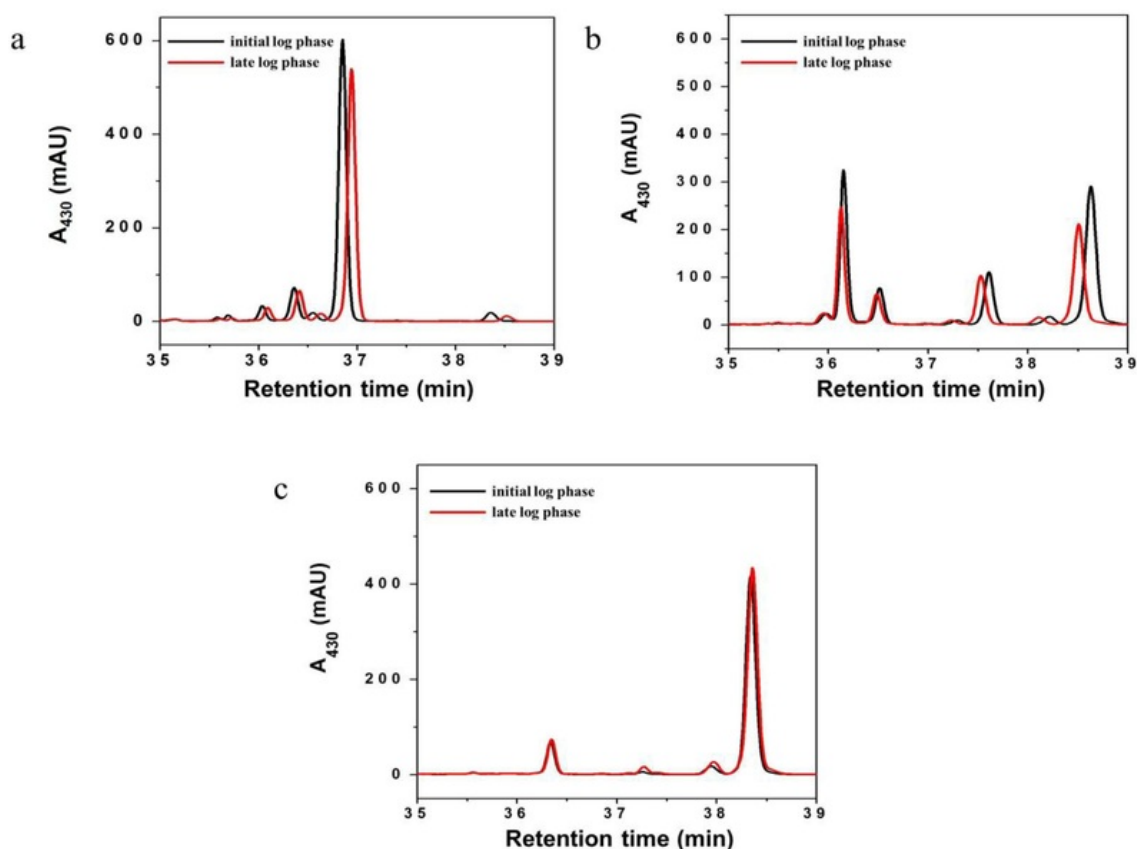 a
600
400
200
0
initial log phase
late log phase
A430 (mAU)
35 36 37 38 39
Retention time (min)
b
600
500
400
300
200
100
0
initial log phase
late log phase
A430 (mAU)
35 36 37 38 39
Retention time (min)
c
600
400
200
0
initial log phase
late log phase
A430 (mAU)
35 36 37 38 39
Retention time (min)